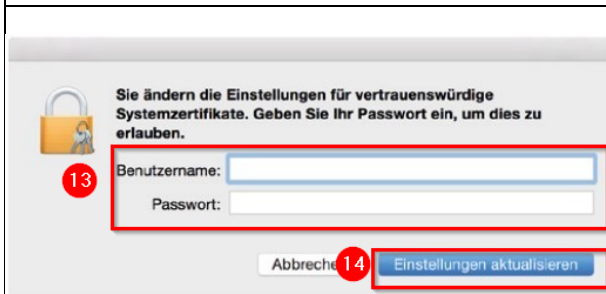 Sie ändern die Einstellungen für vertrauenswürdige
Systemzertifikate. Geben Sie Ihr Passwort ein, um dies zu
erlauben.
13 Benutzername:
Passwort:
Abbreche 14 Einstellungen aktualisieren